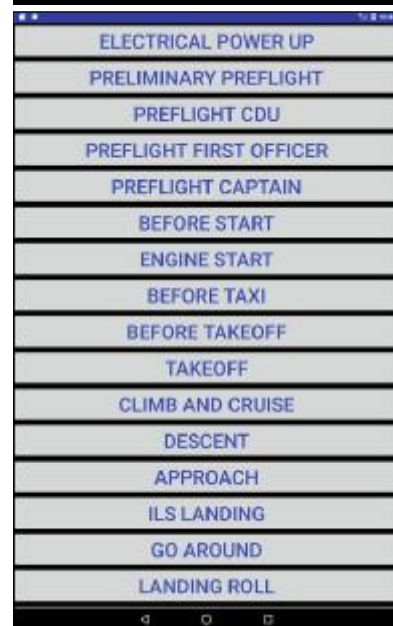 ELECTRICAL POWER UP
PRELIMINARY PREFLIGHT
PREFLIGHT CDU
PREFLIGHT FIRST OFFICER
PREFLIGHT CAPTAIN
BEFORE START
ENGINE START
BEFORE TAXI
BEFORE TAKEOFF
TAKEOFF
CLIMB AND CRUISE
DESCENT
APPROACH
ILS LANDING
GO AROUND
LANDING ROLL